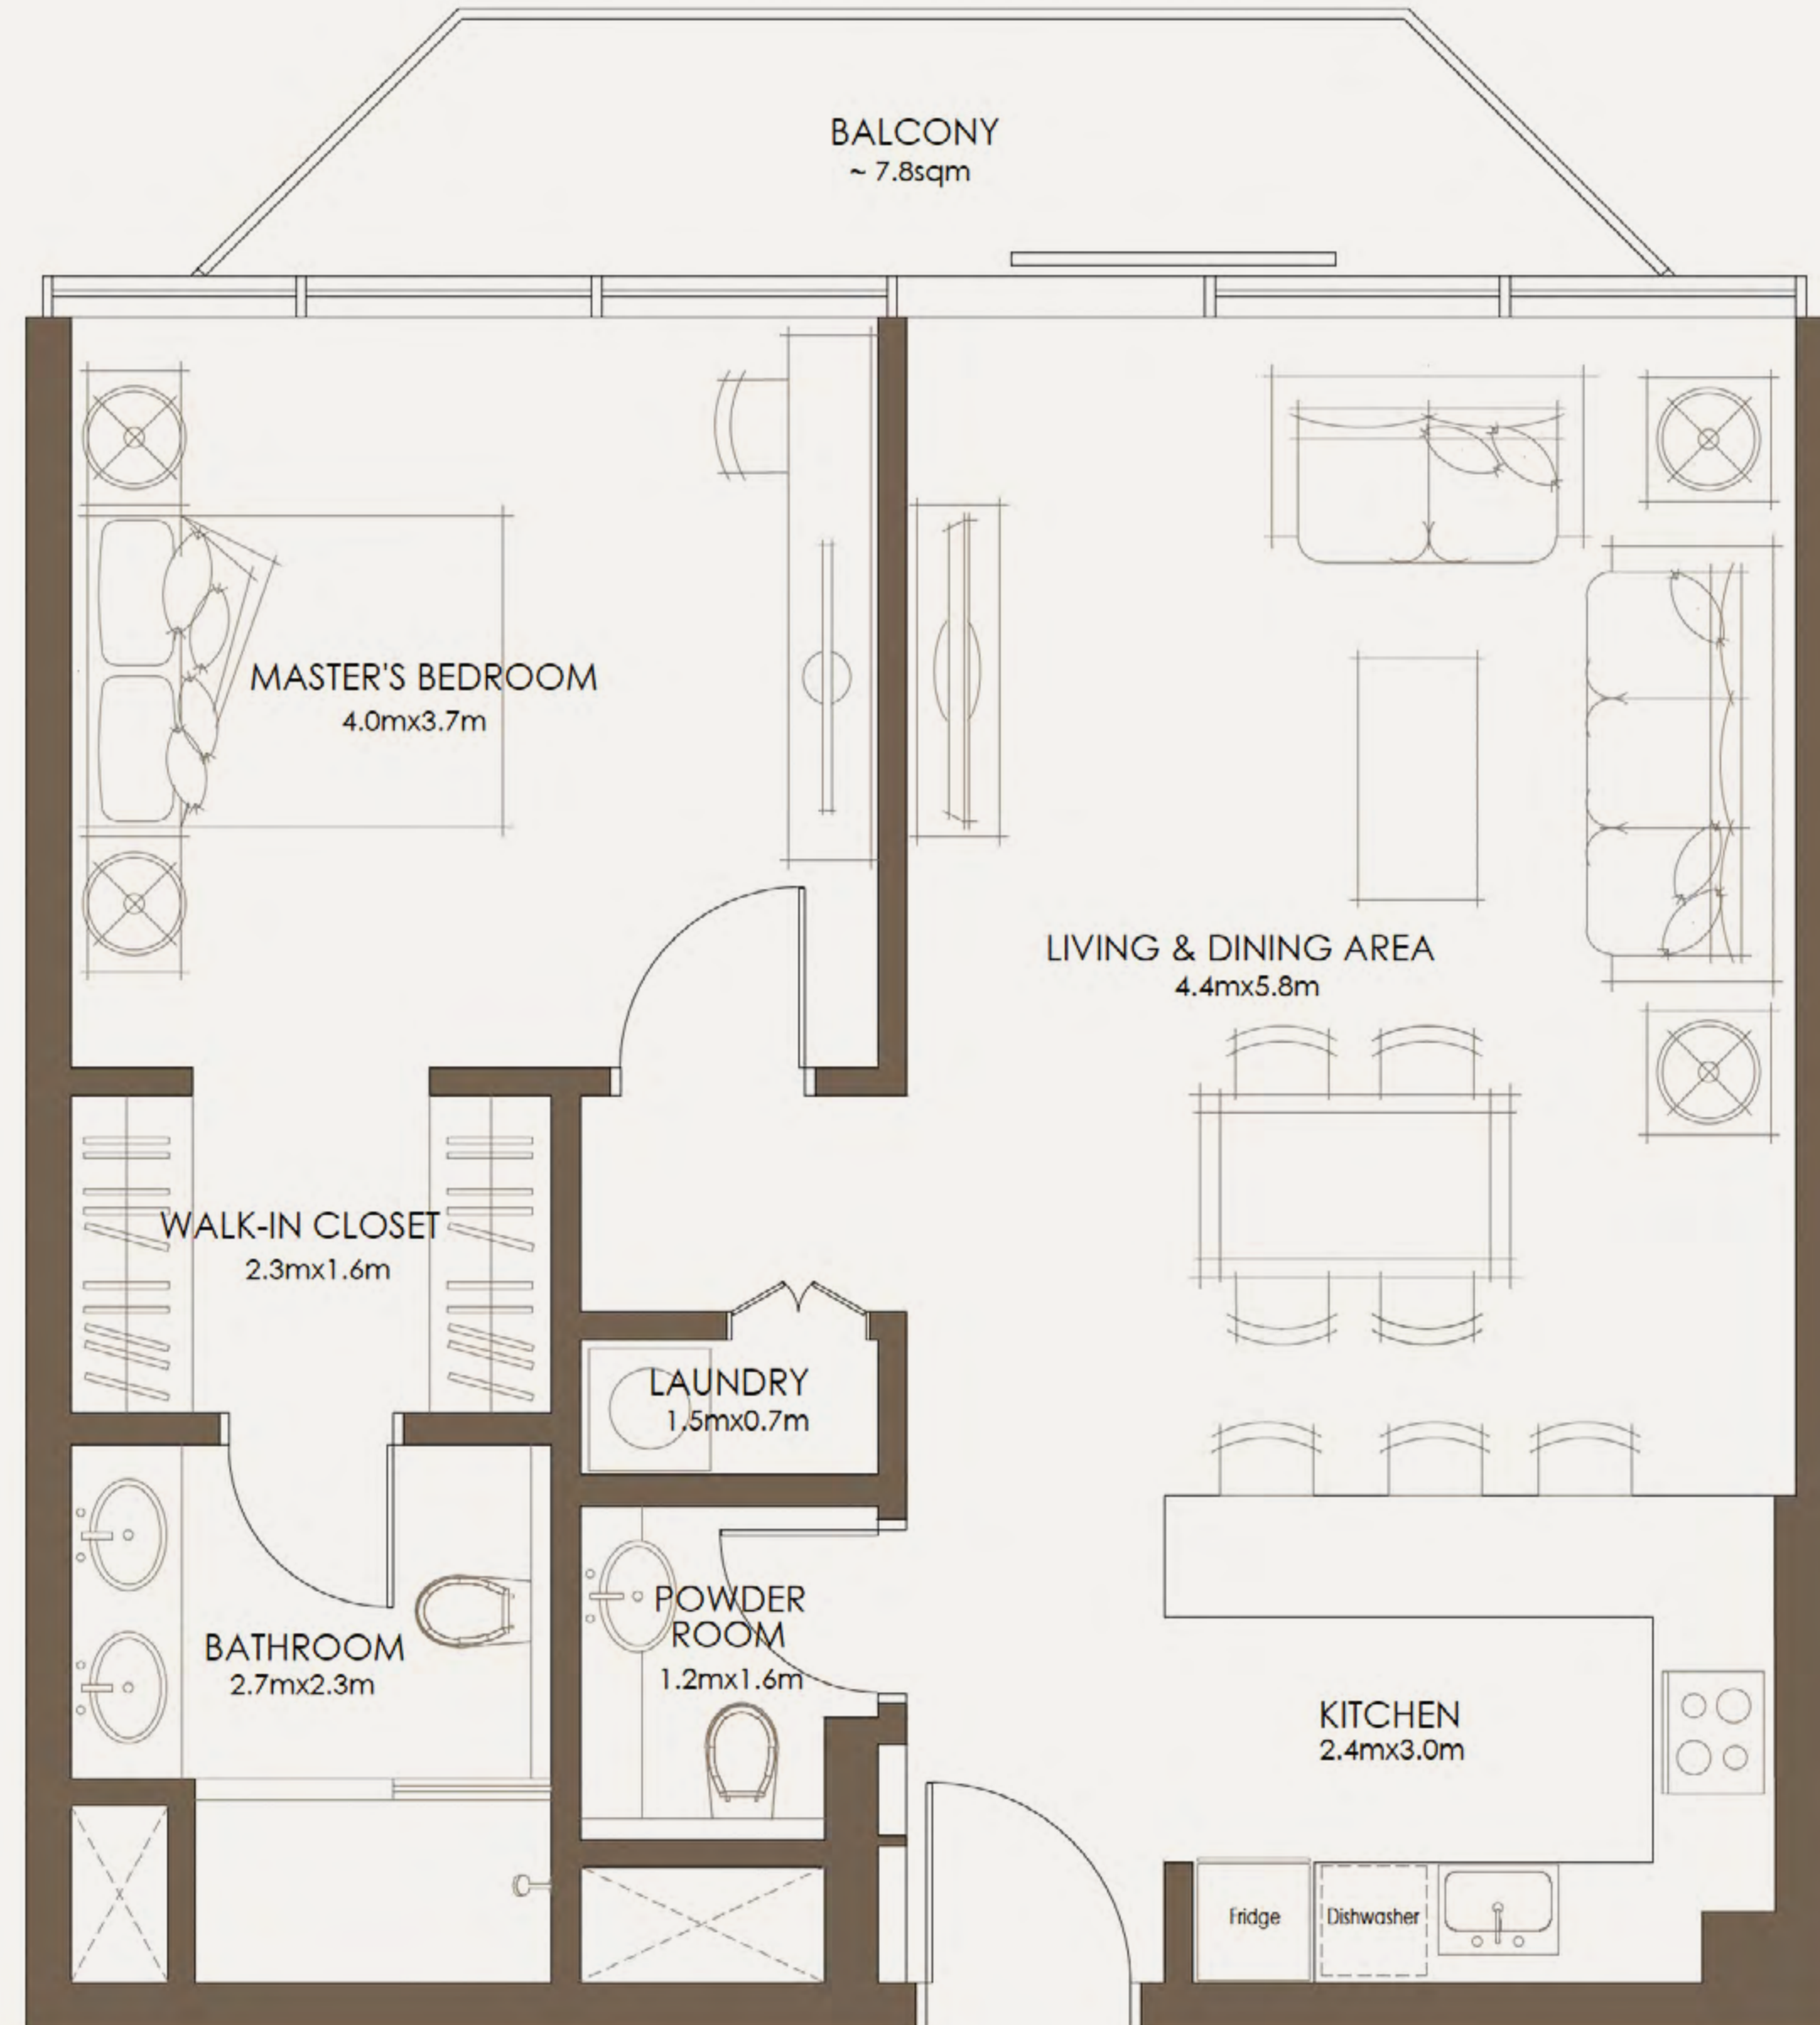 BALCONY
~ 7.8sqm
MASTER'S BEDROOM
4.0mx3.7m
LIVING & DINING AREA
4.4mx5.8m
WALK-IN CLOSET
2.3mx1.6m
LAUNDRY
1.5mx0.7m
POWDER
ROOM
1.2mx1.6m
BATHROOM
2.7mx2.3m
KITCHEN
2.4mx3.0m
Fridge
Dishwasher